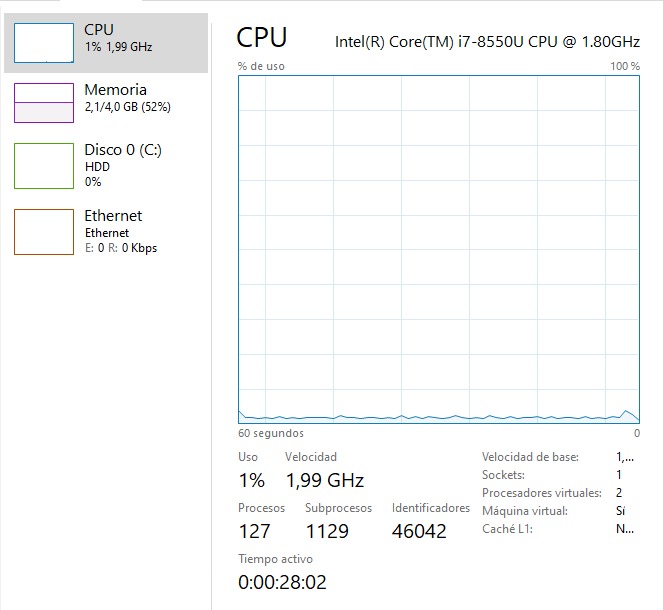 CPU
1% 1,99 GHz
Memoria
2,1/4,0 GB (52%)
Disco 0 (C:)
HDD
0%
Ethernet
Ethernet
E: 0 R: 0 Kbps
CPU
Intel(R) Core(TM) i7-8550U CPU @ 1.80GHz
% de uso
100 %
60 segundos
0
Uso
Velocidad
1%
1,99 GHz
Procesos
Subprocesos
Identificadores
127
1129
46042
Tiempo activo
0:00:28:02
Velocidad de base: 1,...
Sockets: 1
Procesadores virtuales: 2
Máquina virtual: Sí
Caché L1: N...